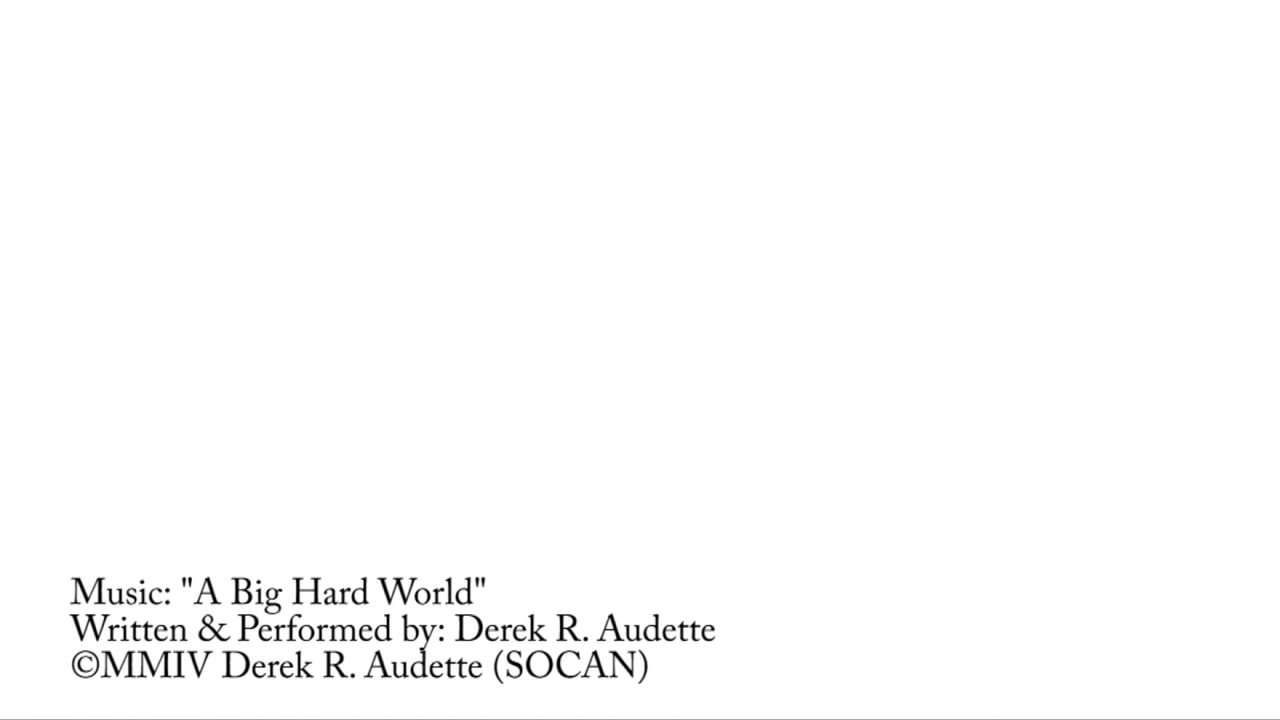 Music: "A Big Hard World"
Written & Performed by: Derek R. Audette
©MMIV Derek R. Audette (SOCAN)